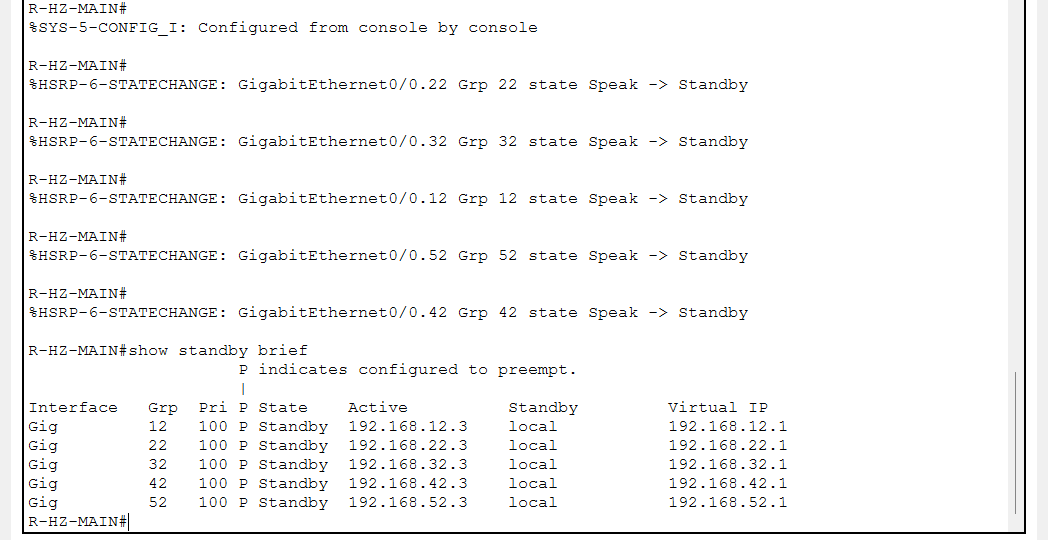 R-HZ-MAIN#
%SYS-5-CONFIG_I: Configured from console by console
R-HZ-MAIN#
%HSRP-6-STATECHANGE: GigabitEthernet0/0.22 Grp 22 state Speak -> Standby
R-HZ-MAIN#
%HSRP-6-STATECHANGE: GigabitEthernet0/0.32 Grp 32 state Speak -> Standby
R-HZ-MAIN#
%HSRP-6-STATECHANGE: GigabitEthernet0/0.12 Grp 12 state Speak -> Standby
R-HZ-MAIN#
%HSRP-6-STATECHANGE: GigabitEthernet0/0.52 Grp 52 state Speak -> Standby
R-HZ-MAIN#
%HSRP-6-STATECHANGE: GigabitEthernet0/0.42 Grp 42 state Speak -> Standby
R-HZ-MAIN#show standby brief
                     P indicates configured to preempt.
                     |
Interface   Grp  Pri P State    Active          Standby         Virtual IP
Gig         12   100 P Standby  192.168.12.3    local           192.168.12.1
Gig         22   100 P Standby  192.168.22.3    local           192.168.22.1
Gig         32   100 P Standby  192.168.32.3    local           192.168.32.1
Gig         42   100 P Standby  192.168.42.3    local           192.168.42.1
Gig         52   100 P Standby  192.168.52.3    local           192.168.52.1
R-HZ-MAIN#